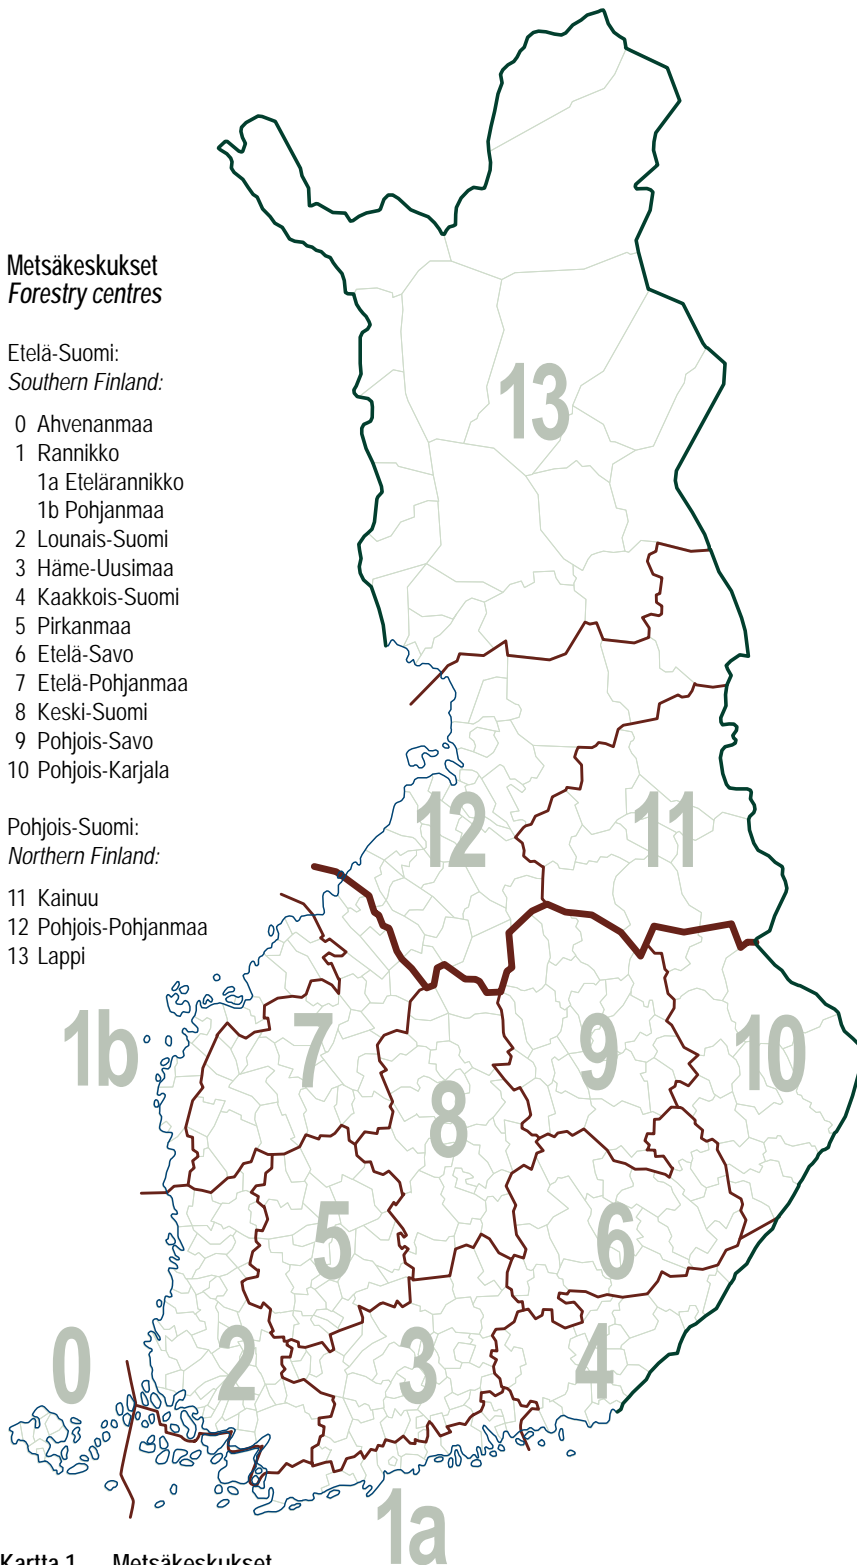 Metsäkeskukset
Forestry centres
Etelä-Suomi:
Southern Finland:
0 Ahvenanmaa
1 Rannikko
1a Etelärannikko
1b Pohjanmaa
2 Lounais-Suomi
3 Häme-Uusimaa
4 Kaakkois-Suomi
5 Pirkanmaa
6 Etelä-Savo
7 Etelä-Pohjanmaa
8 Keski-Suomi
9 Pohjois-Savo
10 Pohjois-Karjala
Pohjois-Suomi:
Northern Finland:
11 Kainuu
12 Pohjois-Pohjanmaa
13 Lappi
13
12
11
1b
7
9
10
8
5
6
0
2
3
4
1a
Kartta 1. Metsäkeskukset